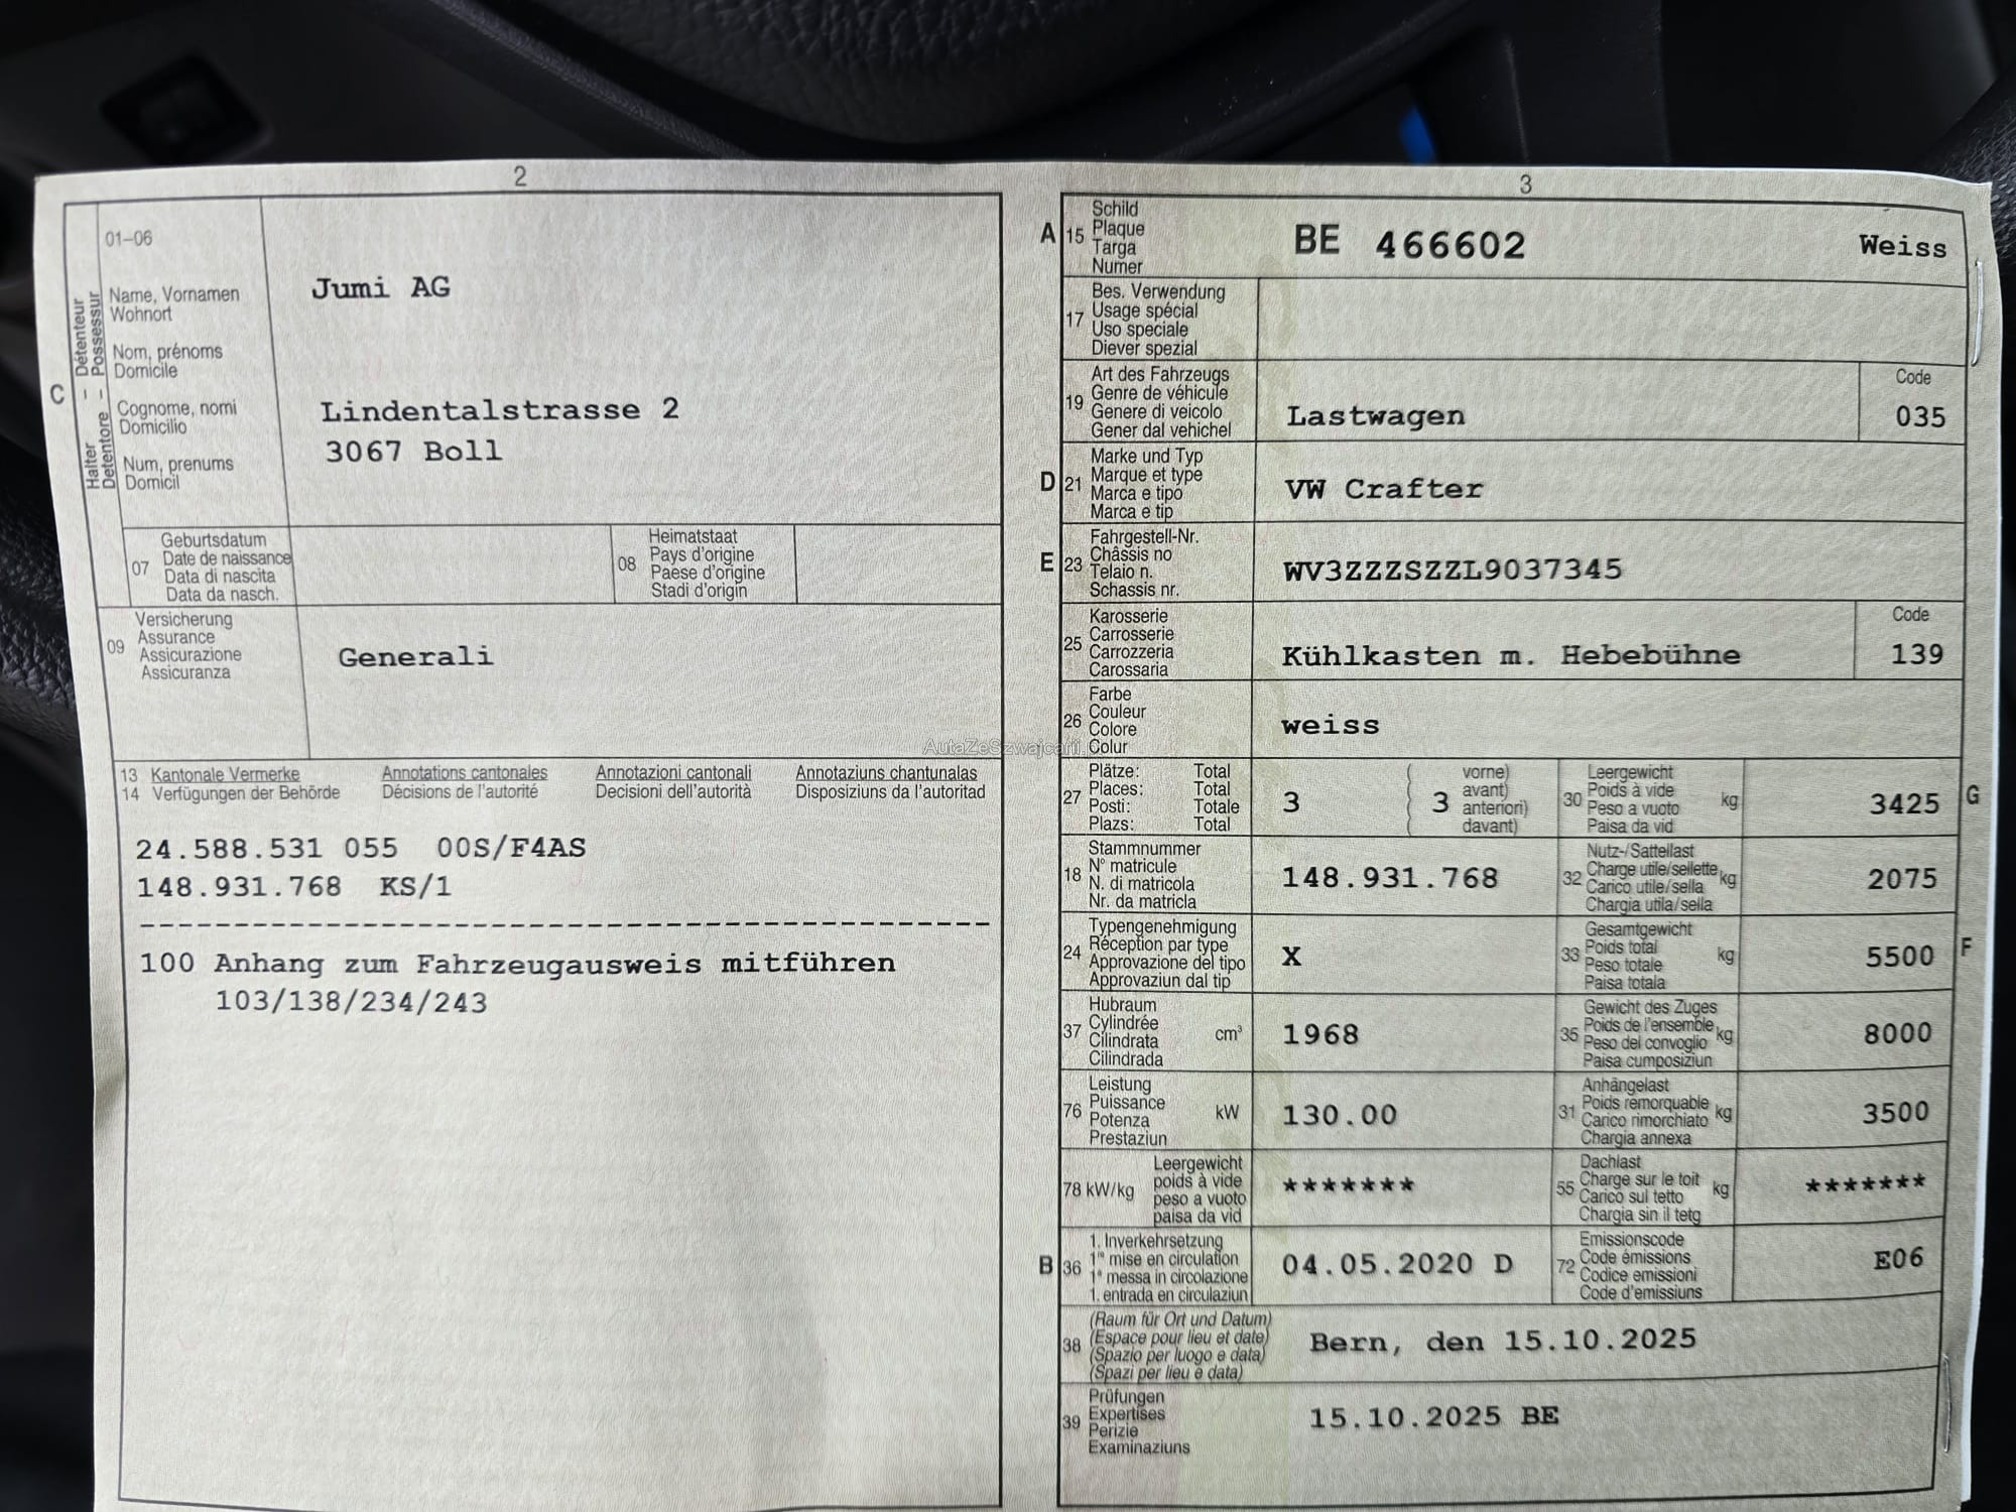 2
01–06
Name, Vornamen
Wohnort
Nom, prénoms
Domicile
Cognome, nomi
Domicilio
Num, prenums
Domicil
C
Halter – Détenteur
Detentore – Possessur
Jumi AG
Lindentalstrasse 2
3067 Boll
07
Geburtsdatum
Date de naissance
Data di nascita
Data da nasch.
08
Heimatstaat
Pays d'origine
Paese d'origine
Stadi d'origin
09
Versicherung
Assurance
Assicurazione
Assicuranza
Generali
13 Kantonale Vermerke Annotations cantonales Annotazioni cantonali Annotaziuns chantunalas
14 Verfügungen der Behörde Décisions de l'autorité Decisioni dell'autorità Disposiziuns da l'autoritad
24.588.531 055 00S/F4AS
148.931.768 KS/1
100 Anhang zum Fahrzeugausweis mitführen
103/138/234/243
AutaZeSzwajcarii
3
A 15
Schild
Plaque
Targa
Numer
BE 466602 Weiss
17
Bes. Verwendung
Usage spécial
Uso speciale
Diever spezial
19
Art des Fahrzeugs
Genre de véhicule
Genere di veicolo
Gener dal vehichel
Lastwagen
Code
035
D 21
Marke und Typ
Marque et type
Marca e tipo
Marca e tip
VW Crafter
E 23
Fahrgestell-Nr.
Châssis no
Telaio n.
Schassis nr.
WV3ZZZSZZL9037345
25
Karosserie
Carrosserie
Carrozzeria
Carossaria
Kühlkasten m. Hebebühne
Code
139
26
Farbe
Couleur
Colore
Colur
weiss
27
Plätze: Total
Places: Total
Posti: Totale
Plazs: Total
3
( 3 vorne)
avant)
anteriori)
davant)
30
Leergewicht
Poids à vide
Peso a vuoto
Paisa da vid
kg
3425
G
18
Stammnummer
N° matricule
N. di matricola
Nr. da matricla
148.931.768
32
Nutz-/Sattellast
Charge utile/sellette
Carico utile/sella
Chargia utila/sella
kg
2075
24
Typengenehmigung
Réception par type
Approvazione del tipo
Approvaziun dal tip
X
33
Gesamtgewicht
Poids total
Peso totale
Paisa totala
kg
5500
F
37
Hubraum
Cylindrée
Cilindrata
Cilindrada
cm³
1968
35
Gewicht des Zuges
Poids de l'ensemble
Peso del convoglio
Paisa cumposiziun
kg
8000
76
Leistung
Puissance
Potenza
Prestaziun
kW
130.00
31
Anhängelast
Poids remorquable
Carico rimorchiato
Chargia annexa
kg
3500
78 kW/kg
Leergewicht
poids à vide
peso a vuoto
paisa da vid
*******
55
Dachlast
Charge sur le toit
Carico sul tetto
Chargia sin il tetg
kg
*******
B 36
1. Inverkehrsetzung
1re mise en circulation
1a messa in circolazione
1. entrada en circulaziun
04.05.2020 D
72
Emissionscode
Code émissions
Codice emissioni
Code d'emissiuns
E06
38
(Raum für Ort und Datum)
(Espace pour lieu et date)
(Spazio per luogo e data)
(Spazi per lieu e data)
Bern, den 15.10.2025
39
Prüfungen
Expertises
Perizie
Examinaziuns
15.10.2025 BE